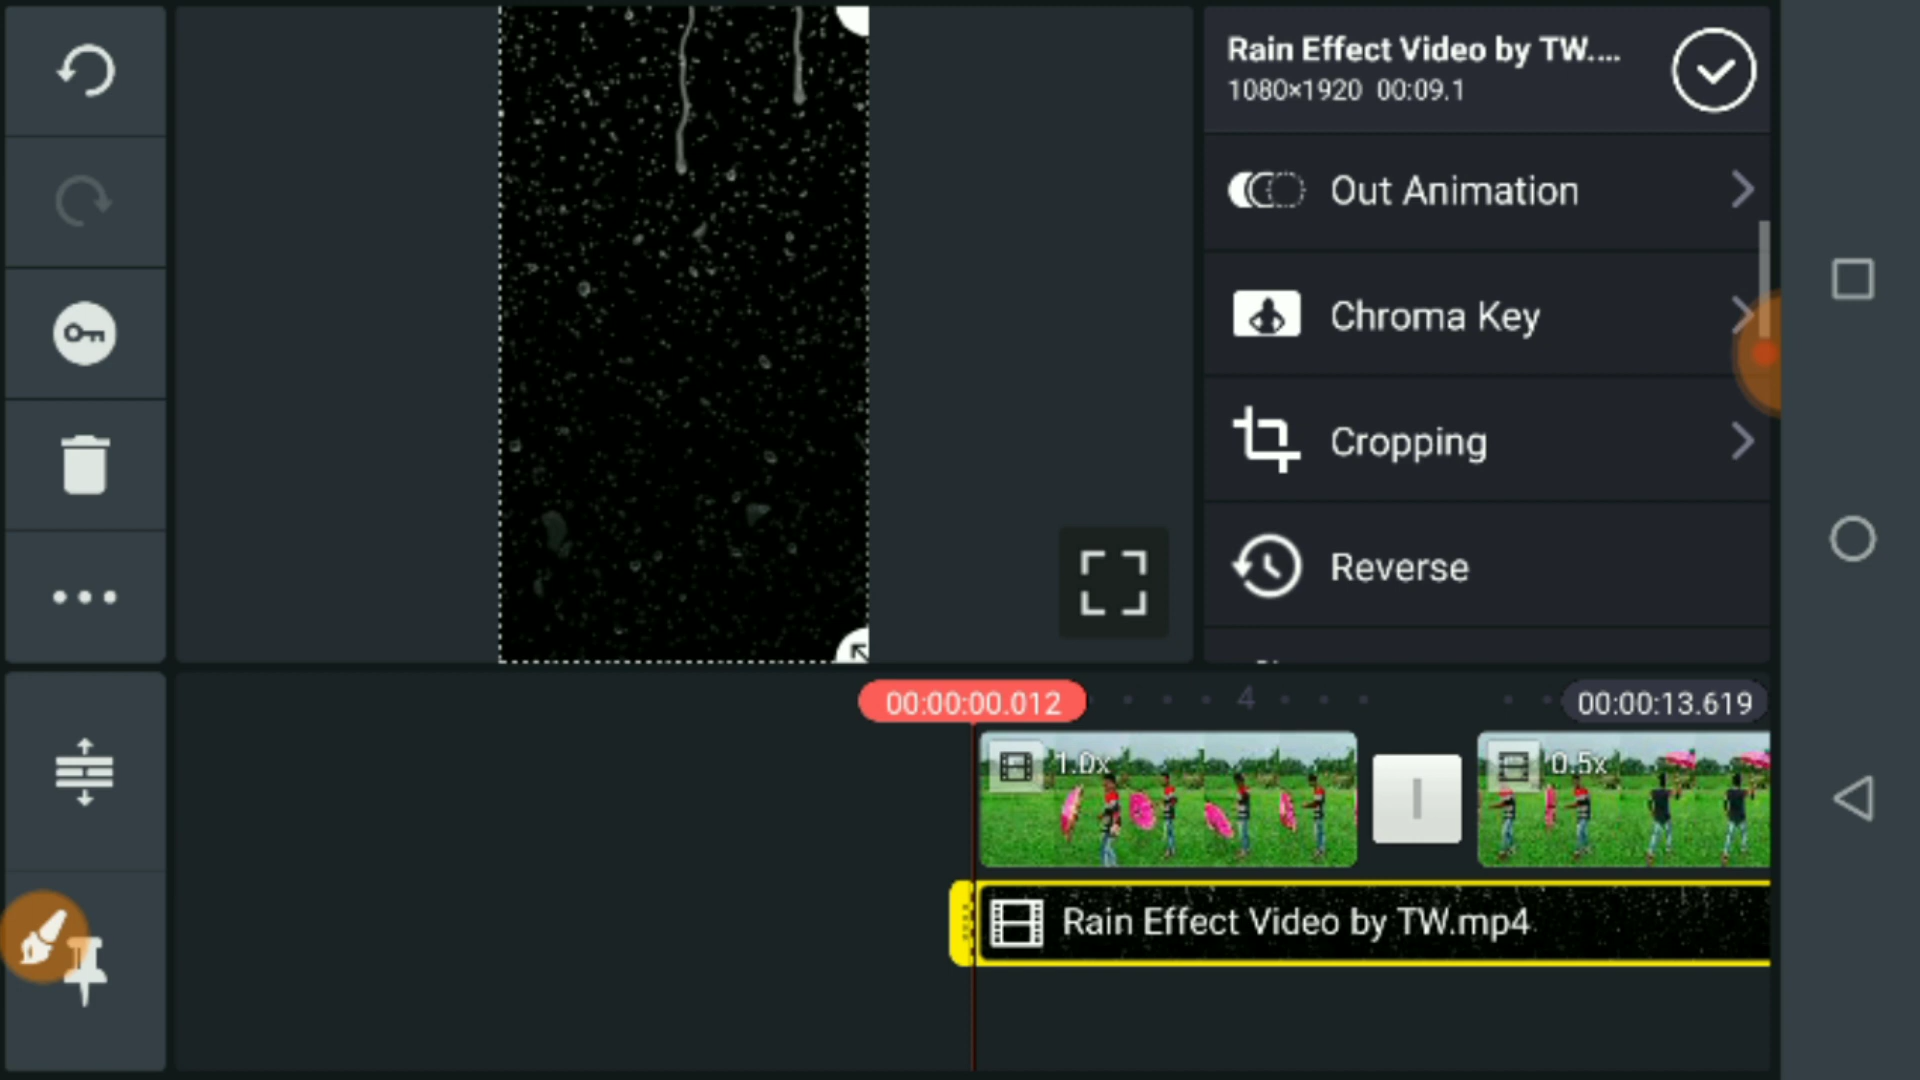 Rain Effect Video by TW....
1080×1920 00:09.1
Out Animation
Chroma Key
Cropping
Reverse
00:00:00.012
4
00:00:13.619
1.0x
0.5x
Rain Effect Video by TW.mp4